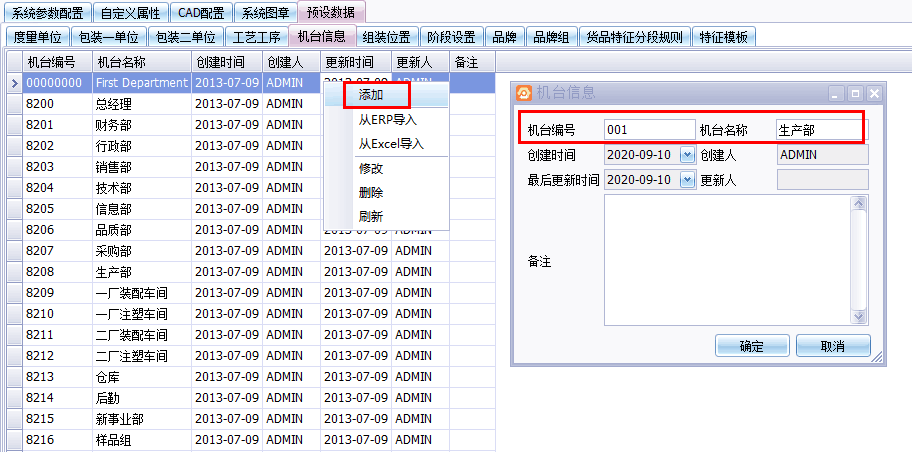 系统参数配置 自定义属性 CAD配置 系统图章 预设数据
度量单位 包装一单位 包装二单位 工艺工序 机台信息 组装位置 阶段设置 品牌 品牌组 货品特征分段规则 特征模板
机台编号 机台名称 创建时间 创建人 更新时间 更新人 备注
00000000 First Department 2013-07-09 ADMIN 2013-07-09 ADMIN
8200 总经理 2013-07-09 ADMIN ADMIN
8201 财务部 2013-07-09 ADMIN ADMIN
8202 行政部 2013-07-09 ADMIN ADMIN
8203 销售部 2013-07-09 ADMIN ADMIN
8204 技术部 2013-07-09 ADMIN ADMIN
8205 信息部 2013-07-09 ADMIN ADMIN
8206 品质部 2013-07-09 ADMIN 2013-07-09 ADMIN
8207 采购部 2013-07-09 ADMIN 2013-07-09 ADMIN
8208 生产部 2013-07-09 ADMIN 2013-07-09 ADMIN
8209 一厂装配车间 2013-07-09 ADMIN 2013-07-09 ADMIN
8210 一厂注塑车间 2013-07-09 ADMIN 2013-07-09 ADMIN
8211 二厂装配车间 2013-07-09 ADMIN 2013-07-09 ADMIN
8212 二厂注塑车间 2013-07-09 ADMIN 2013-07-09 ADMIN
8213 仓库 2013-07-09 ADMIN 2013-07-09 ADMIN
8214 后勤 2013-07-09 ADMIN 2013-07-09 ADMIN
8215 新事业部 2013-07-09 ADMIN 2013-07-09 ADMIN
8216 样品组 2013-07-09 ADMIN 2013-07-09 ADMIN
添加
从ERP导入
从Excel导入
修改
删除
刷新
机台信息
机台编号 001 机台名称 生产部
创建时间 2020-09-10 创建人 ADMIN
最后更新时间 2020-09-10 更新人
备注
确定 取消